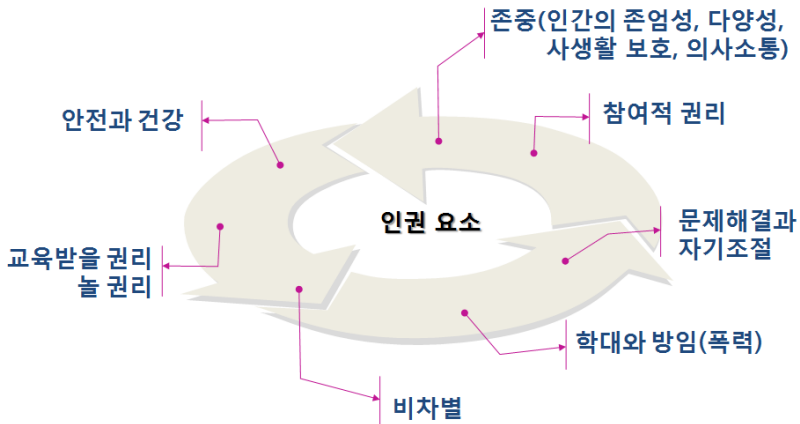 존중(인간의 존엄성, 다양성,
사생활 보호, 의사소통)
참여적 권리
안전과 건강
인권 요소
문제해결과
자기조절
교육받을 권리
놀 권리
학대와 방임(폭력)
비차별